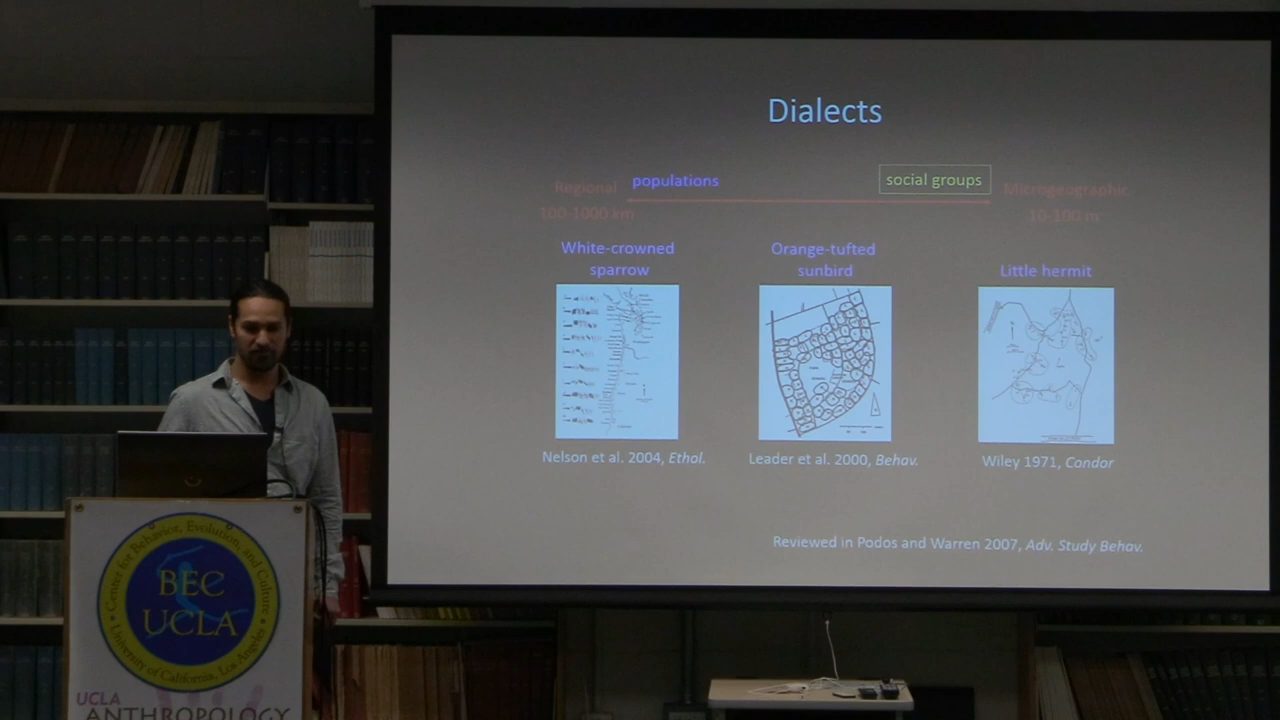 Dialects
populations
social groups
Regional
Microgeographic
100-1000 km
10-100 m
White-crowned
sparrow
Orange-tufted
sunbird
Little hermit
Nelson et al. 2004, Ethol.
Leader et al. 2000, Behav.
Wiley 1971, Condor
Reviewed in Podos and Warren 2007, Adv. Study Behav.
Center for Behavior, Evolution, and Culture
BEC
UCLA
University of California, Los Angeles
UCLA
ANTHROPOLOGY